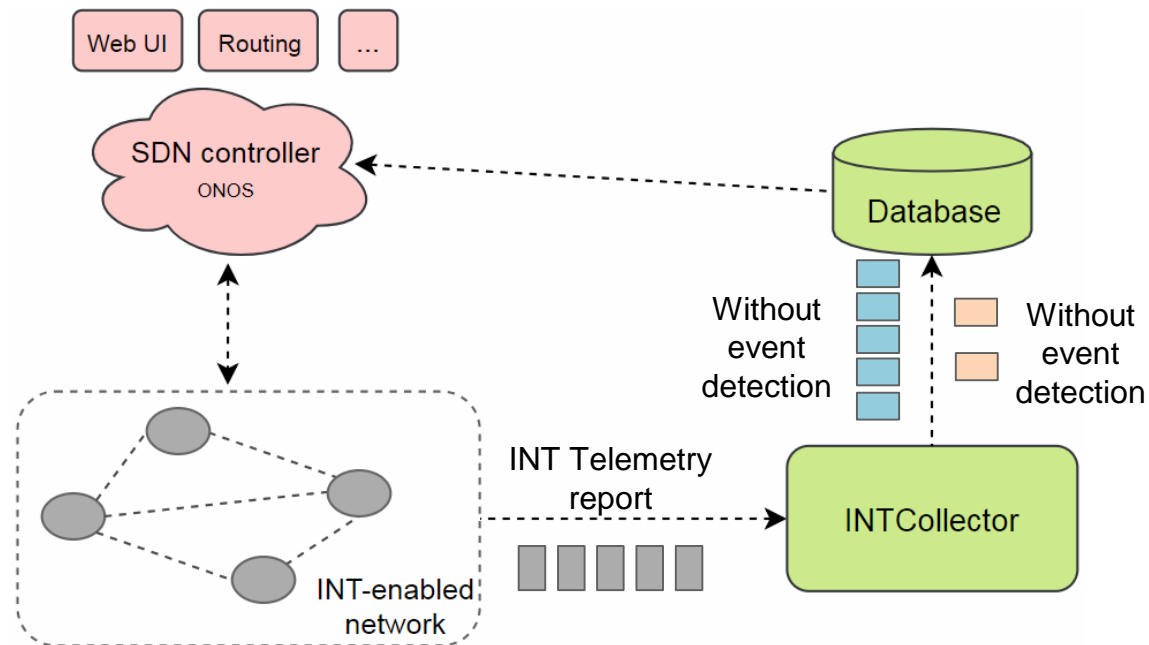 Web UI
Routing
...
SDN controller
ONOS
Database
Without
event
detection
Without
event
detection
INT Telemetry
report
INTCollector
INT-enabled
network